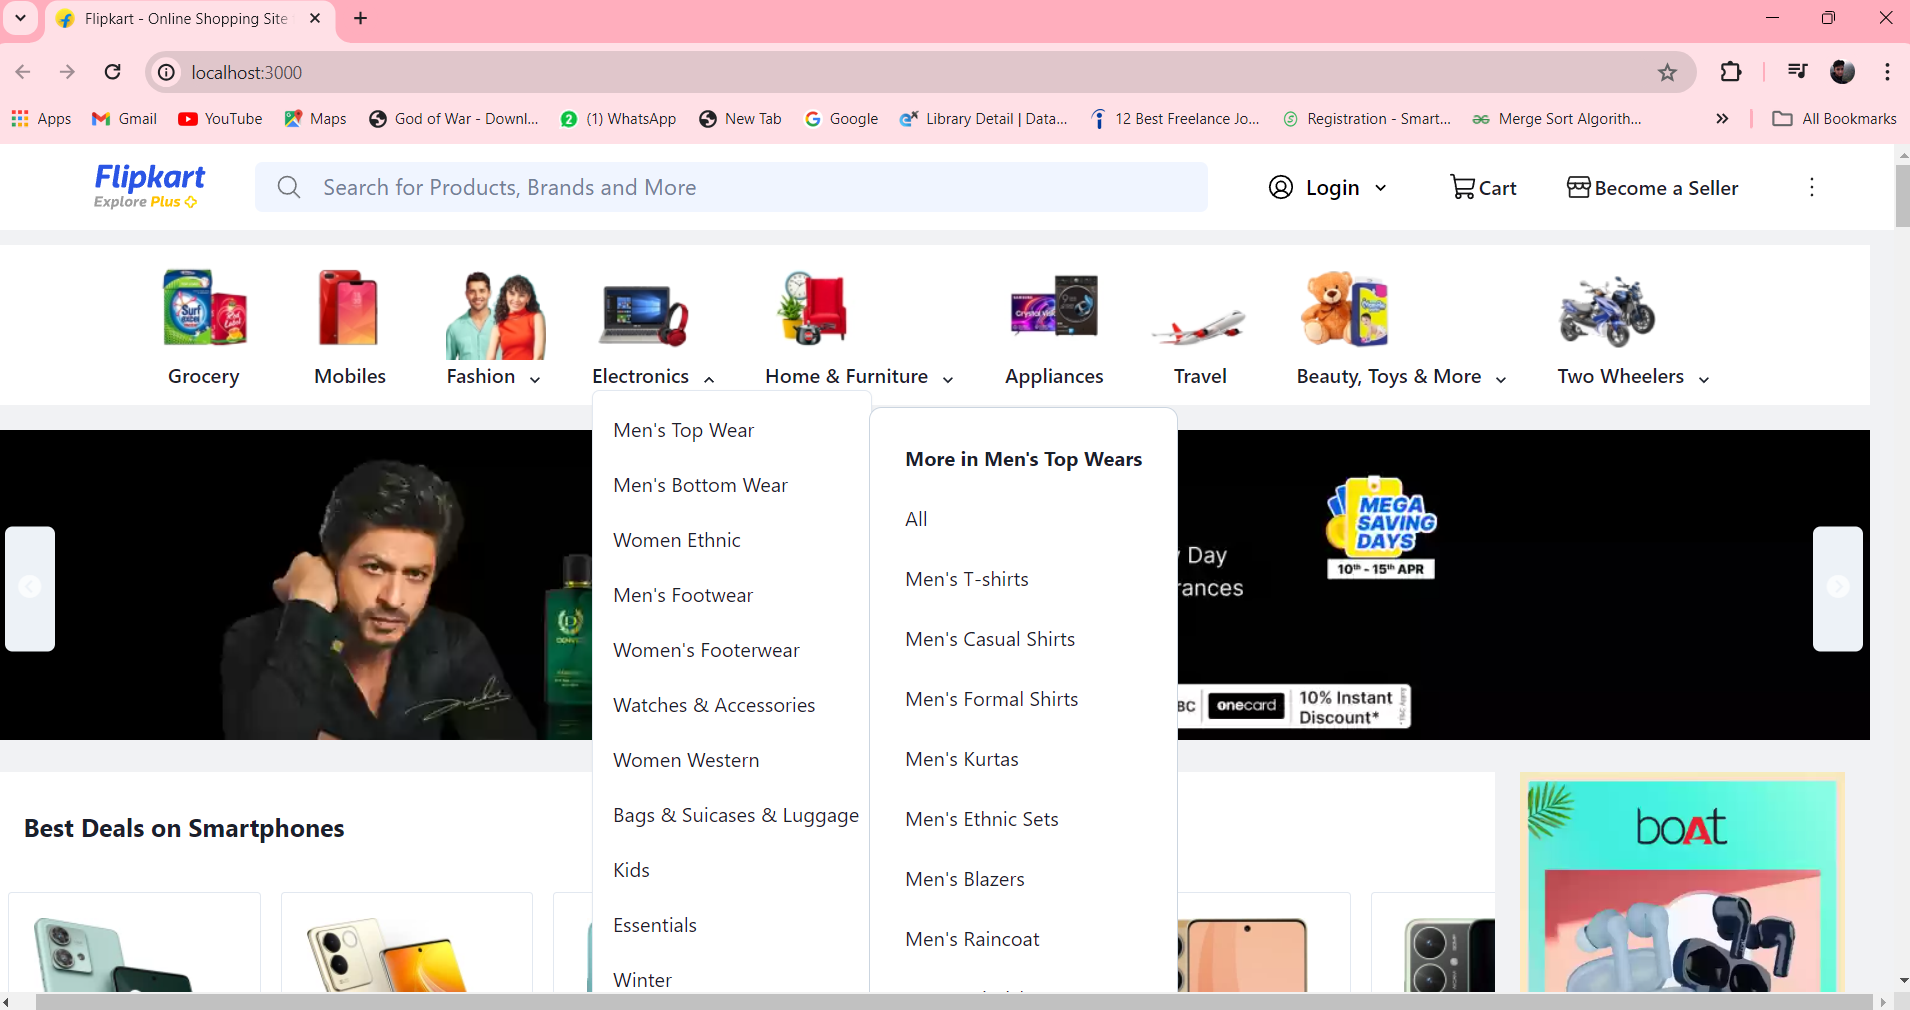 Flipkart - Online Shopping Site
localhost:3000
Apps
Gmail
YouTube
Maps
God of War - Downl...
(1) WhatsApp
New Tab
Google
Library Detail | Data...
12 Best Freelance Jo...
Registration - Smart...
Merge Sort Algorith...
All Bookmarks
Flipkart
Explore Plus
Search for Products, Brands and More
Login
Cart
Become a Seller
Surf excel
Red Label
SAMSUNG
Crystal
Grocery
Mobiles
Fashion
Electronics
Home & Furniture
Appliances
Travel
Beauty, Toys & More
Two Wheelers
Men's Top Wear
Men's Bottom Wear
Women Ethnic
Men's Footwear
Women's Footerwear
Watches & Accessories
Women Western
Bags & Suicases & Luggage
Kids
Essentials
Winter
More in Men's Top Wears
All
Men's T-shirts
Men's Casual Shirts
Men's Formal Shirts
Men's Kurtas
Men's Ethnic Sets
Men's Blazers
Men's Raincoat
Day
MEGA
SAVING
DAYS
10th - 15th APR
BC
onecard
10% Instant
Discount*
Best Deals on Smartphones
boAt